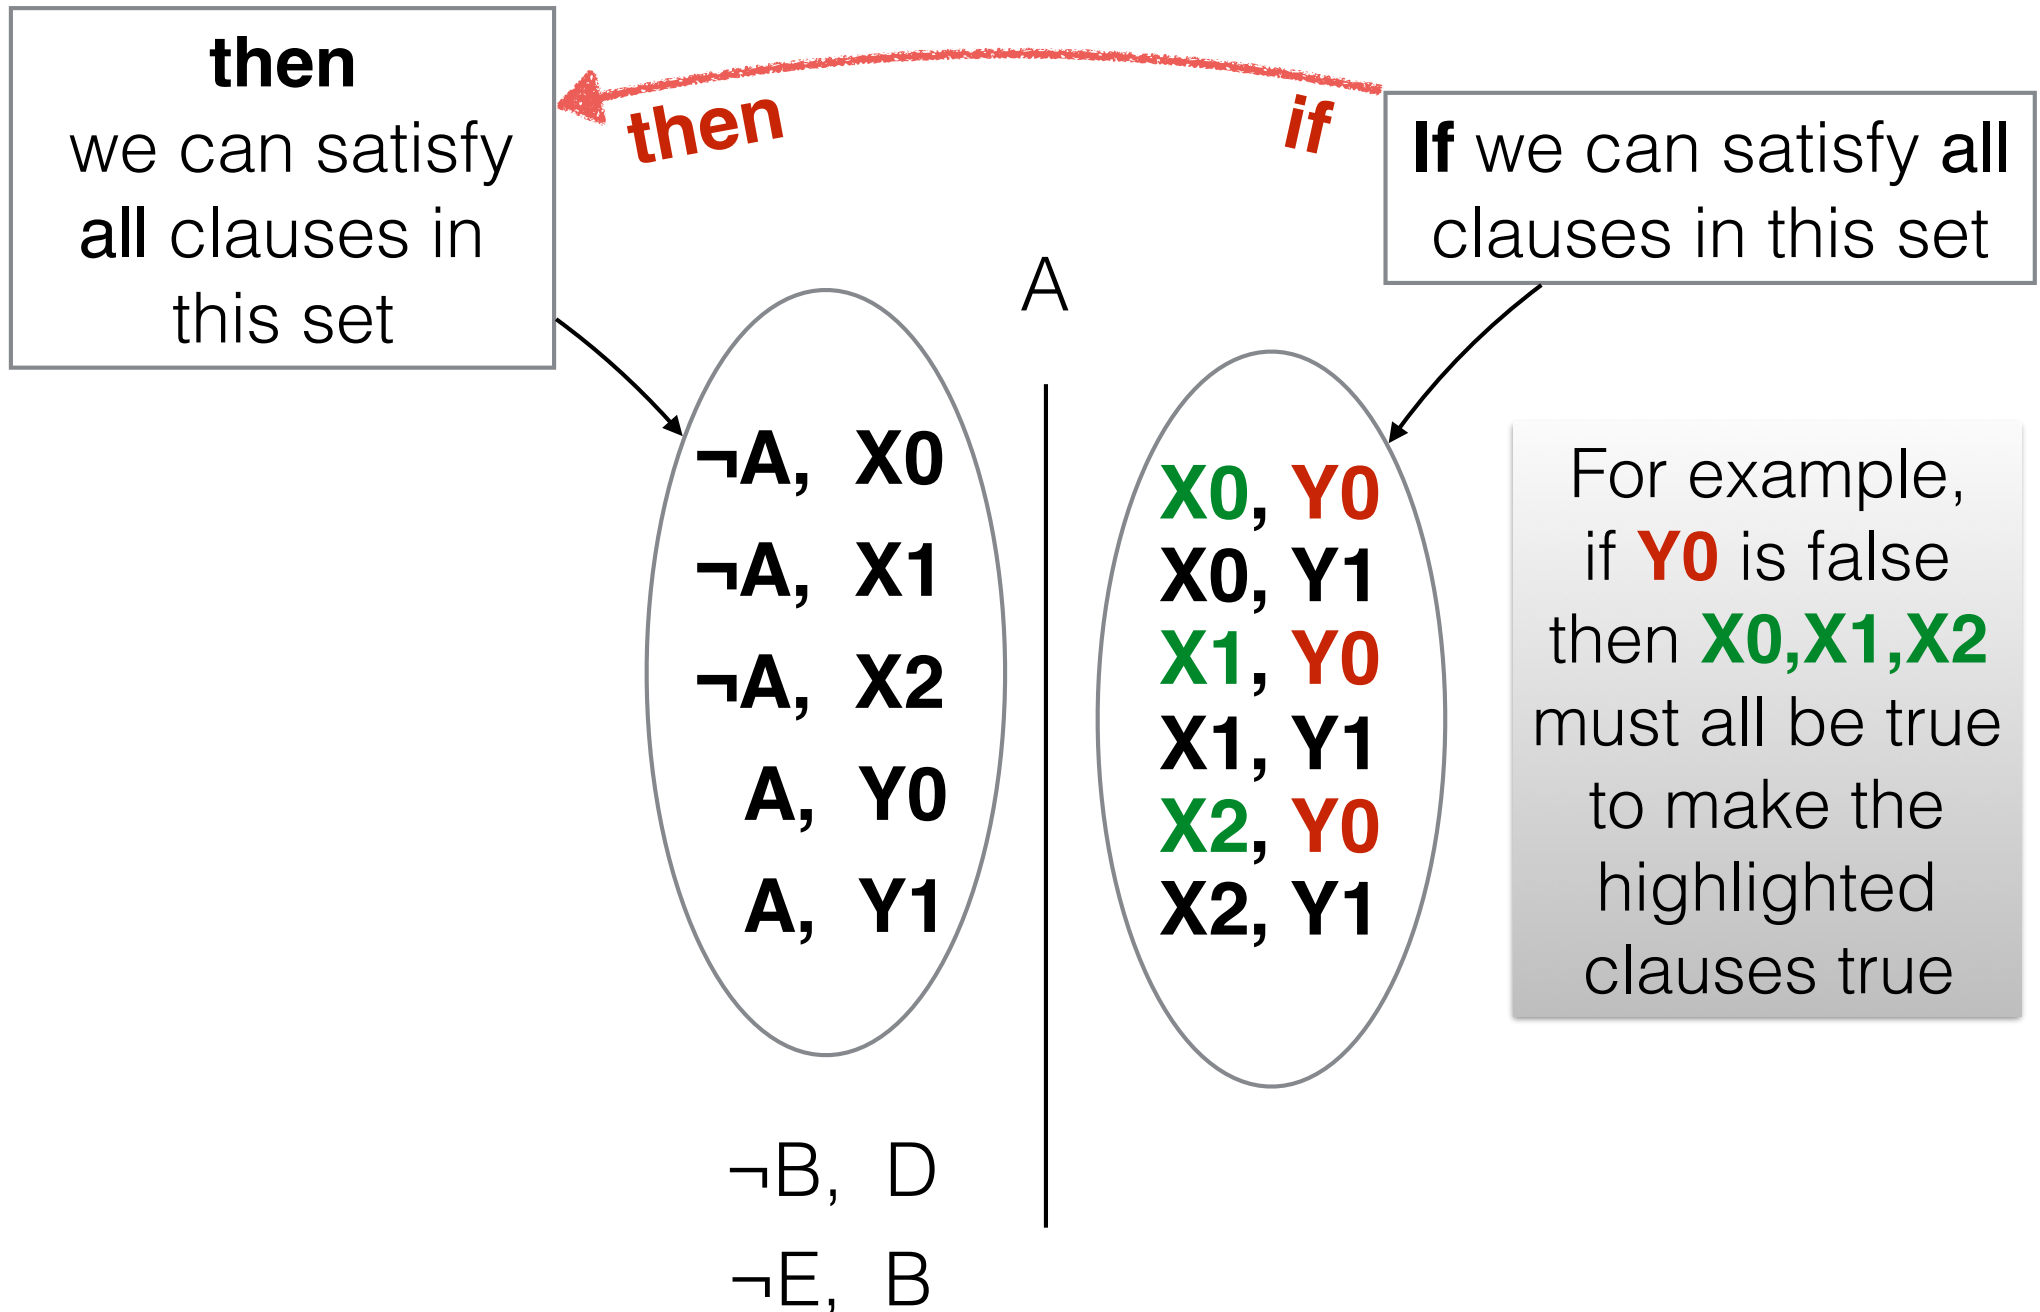 then
we can satisfy
all clauses in
this set
then
if
If we can satisfy all
clauses in this set
A
¬A, X0
¬A, X1
¬A, X2
A, Y0
A, Y1
¬B, D
¬E, B
X0, Y0
X0, Y1
X1, Y0
X1, Y1
X2, Y0
X2, Y1
For example,
if Y0 is false
then X0,X1,X2
must all be true
to make the
highlighted
clauses true